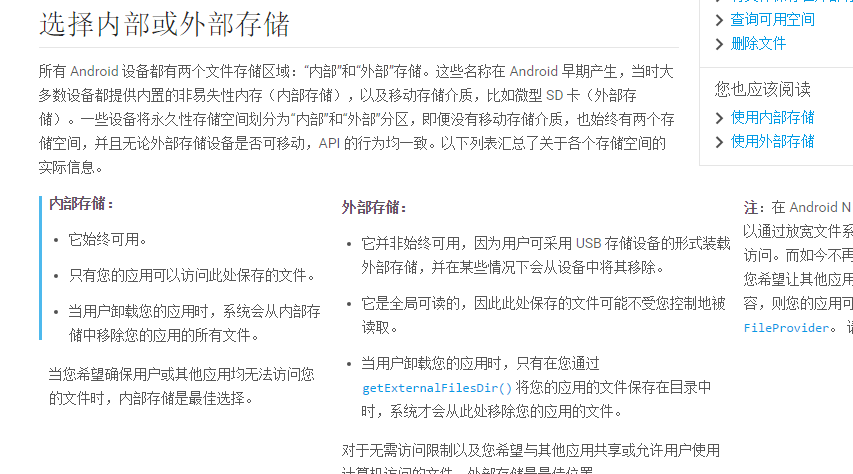 选择内部或外部存储
所有 Android 设备都有两个文件存储区域：“内部”和“外部”存储。这些名称在 Android 早期产生，当时大
多数设备都提供内置的非易失性内存（内部存储），以及移动存储介质，比如微型 SD 卡（外部存
储）。一些设备将永久性存储空间划分为“内部”和“外部”分区，即便没有移动存储介质，也始终有两个存
储空间，并且无论外部存储设备是否可移动，API 的行为均一致。以下列表汇总了关于各个存储空间的
实际信息。
内部存储：
• 它始终可用。
• 只有您的应用可以访问此处保存的文件。
• 当用户卸载您的应用时，系统会从内部存
储中移除您的应用的所有文件。
当您希望确保用户或其他应用均无法访问您
的文件时，内部存储是最佳选择。
外部存储：
• 它并非始终可用，因为用户可采用 USB 存储设备的形式装载
外部存储，并在某些情况下会从设备中将其移除。
• 它是全局可读的，因此此处保存的文件可能不受您控制地被
读取。
• 当用户卸载您的应用时，只有在您通过
getExternalFilesDir() 将您的应用的文件保存在目录中
时，系统才会从此处移除您的应用的文件。
对于无需访问限制以及您希望与其他应用共享或允许用户使用
计算机访问的文件，外部存储是最佳位置。
注：在 Android N
以通过放宽文件系
访问。而如今不再
您希望让其他应用
容，则您的应用可
FileProvider。 请
查询可用空间
删除文件
您也应该阅读
使用内部存储
使用外部存储